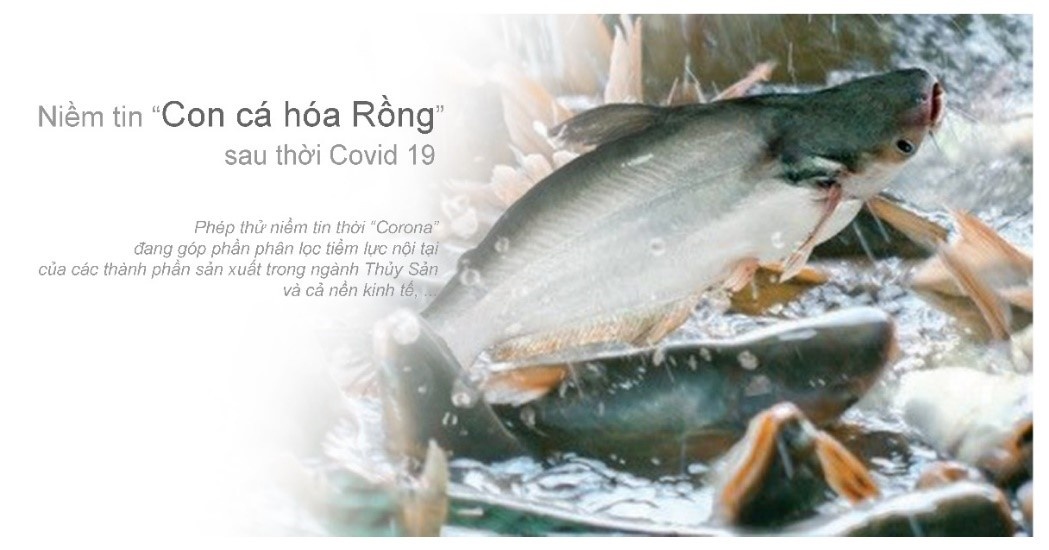 Niềm tin “Con cá hóa Rồng”
sau thời Covid 19
Phép thử niềm tin thời “Corona”
đang góp phần phân lọc tiềm lực nội tại
của các thành phần sản xuất trong ngành Thủy Sản
và cả nền kinh tế, ...